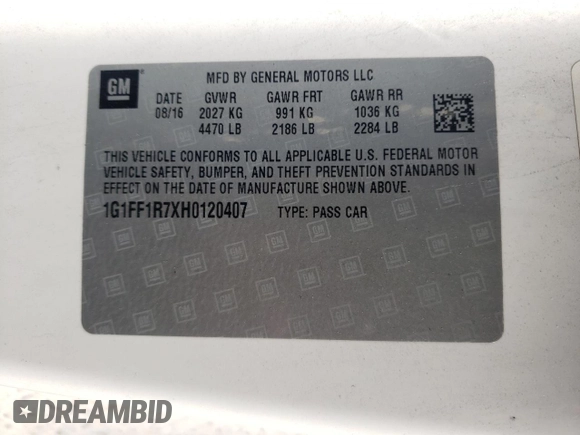 GM
MFD BY GENERAL MOTORS LLC
DATE GVWR GAWR FRT GAWR RR
08/16 2027 KG 991 KG 1036 KG
4470 LB 2186 LB 2284 LB
THIS VEHICLE CONFORMS TO ALL APPLICABLE U.S. FEDERAL MOTOR
VEHICLE SAFETY, BUMPER, AND THEFT PREVENTION STANDARDS IN
EFFECT ON THE DATE OF MANUFACTURE SHOWN ABOVE.
1G1FF1R7XH0120407 TYPE: PASS CAR
DREAMBID